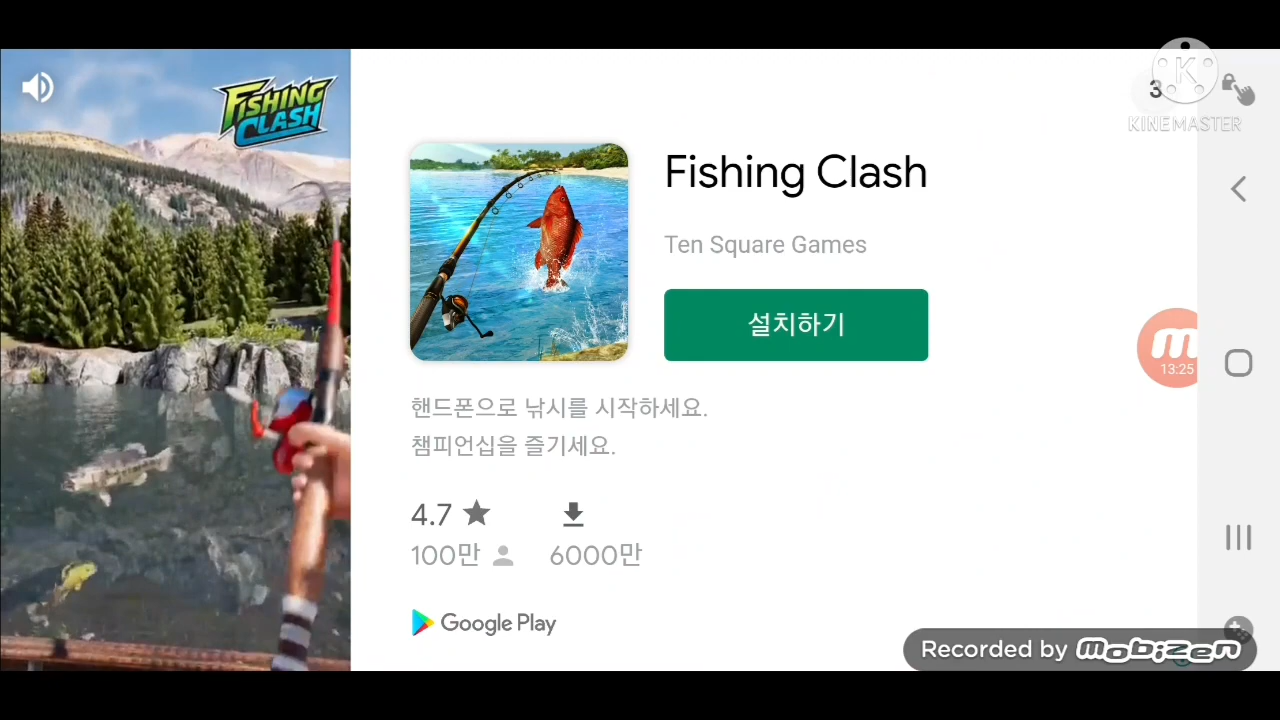 FISHING
CLASH
3
KINEMASTER
Fishing Clash
Ten Square Games
설치하기
13:25
핸드폰으로 낚시를 시작하세요.
챔피언십을 즐기세요.
4.7
100만
6000만
Google Play
Recorded by mobizen